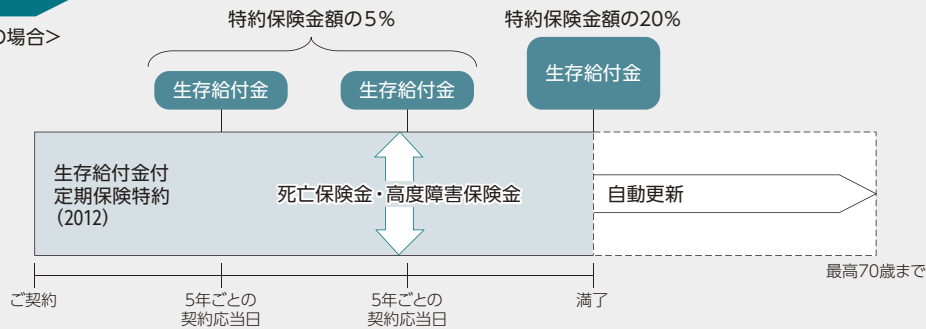 の場合>
特約保険金額の5%
特約保険金額の20%
生存給付金
生存給付金
生存給付金
生存給付金付
定期保険特約
(2012)
死亡保険金・高度障害保険金
自動更新
最高70歳まで
ご契約
5年ごとの
契約応当日
5年ごとの
契約応当日
満了